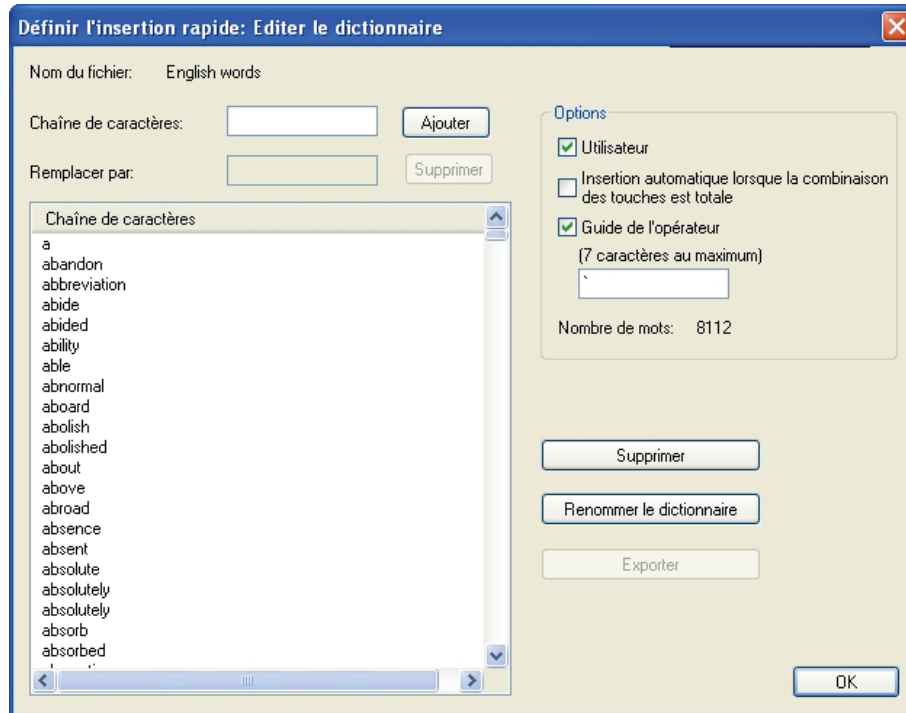 Définir l'insertion rapide: Editer le dictionnaire
Nom du fichier: English words
Chaîne de caractères:
Ajouter
Remplacer par:
Supprimer
Chaîne de caractères
a
abandon
abbreviation
abide
abided
ability
able
abnormal
aboard
abolish
abolished
about
above
abroad
absence
absent
absolute
absolutely
absolutely
absorb
absorbed
Options
Utilisateur
Insertion automatique lorsque la combinaison
des touches est totale
Guide de l'opérateur
(7 caractères au maximum)
`
Nombre de mots: 8112
Supprimer
Renommer le dictionnaire
Exporter
OK